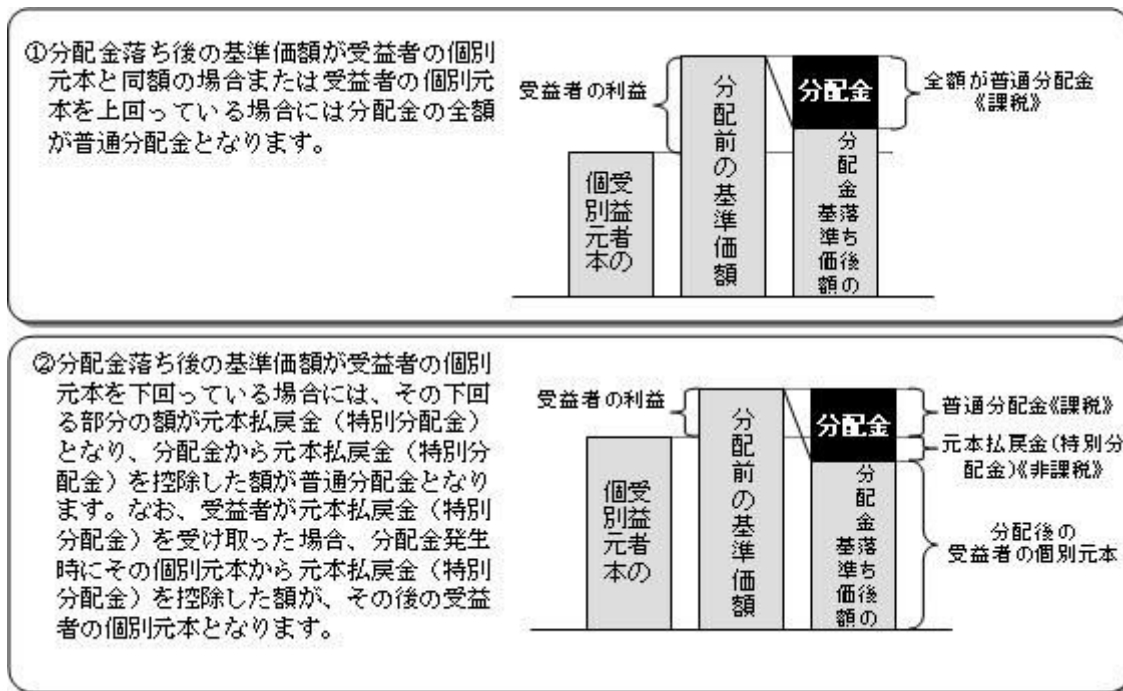 ①分配金落ち後の基準価額が受益者の個別
元本と同額の場合または受益者の個別元
本を上回っている場合には分配金の全額
が普通分配金となります。
受益者の利益
受益者の
個別元本
分配前の基準価額
分配金
分配金落ち後の
基準価額
全額が普通分配金
《課税》
②分配金落ち後の基準価額が受益者の個別
元本を下回っている場合には、その下回
る部分の額が元本払戻金（特別分配金）
となり、分配金から元本払戻金（特別分
配金）を控除した額が普通分配金となり
ます。なお、受益者が元本払戻金（特別
分配金）を受け取った場合、分配金発生
時にその個別元本から元本払戻金（特別
分配金）を控除した額が、その後の受益
者の個別元本となります。
受益者の利益
受益者の
個別元本
分配前の基準価額
分配金
分配金落ち後の
基準価額
普通分配金《課税》
元本払戻金(特別分
配金)《非課税》
分配後の
受益者の個別元本